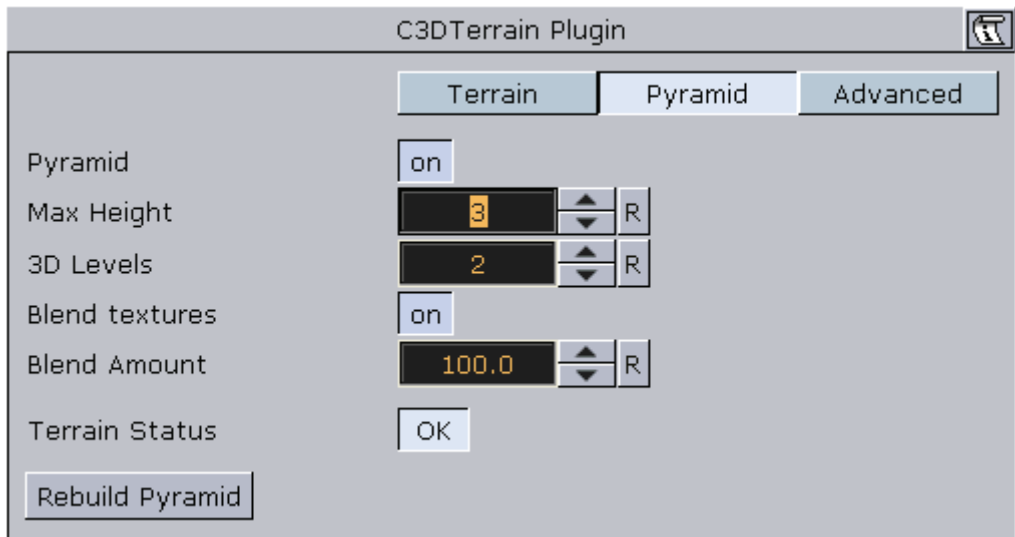 C3DTerrain Plugin
Terrain Pyramid Advanced
Pyramid on
Max Height 3 R
3D Levels 2 R
Blend textures on
Blend Amount 100.0 R
Terrain Status OK
Rebuild Pyramid